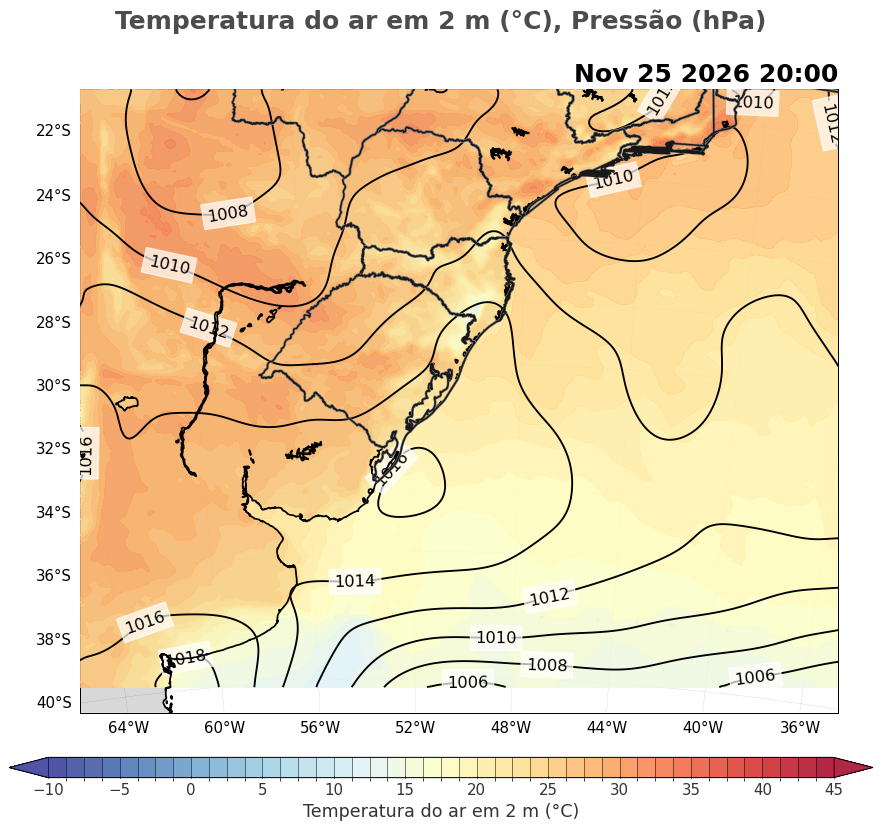 Temperatura do ar em 2 m (°C), Pressão (hPa)
Nov 25 2026 20:00
1010
1012
22°S
24°S
1010
1008
26°S
1010
28°S
1012
30°S
1016
32°S
1016
34°S
36°S
1014
1012
1016
38°S
1010
1018
1008
1006
1006
40°S
64°W 60°W 56°W 52°W 48°W 44°W 40°W 36°W
−10 −5 0 5 10 15 20 25 30 35 40 45
Temperatura do ar em 2 m (°C)